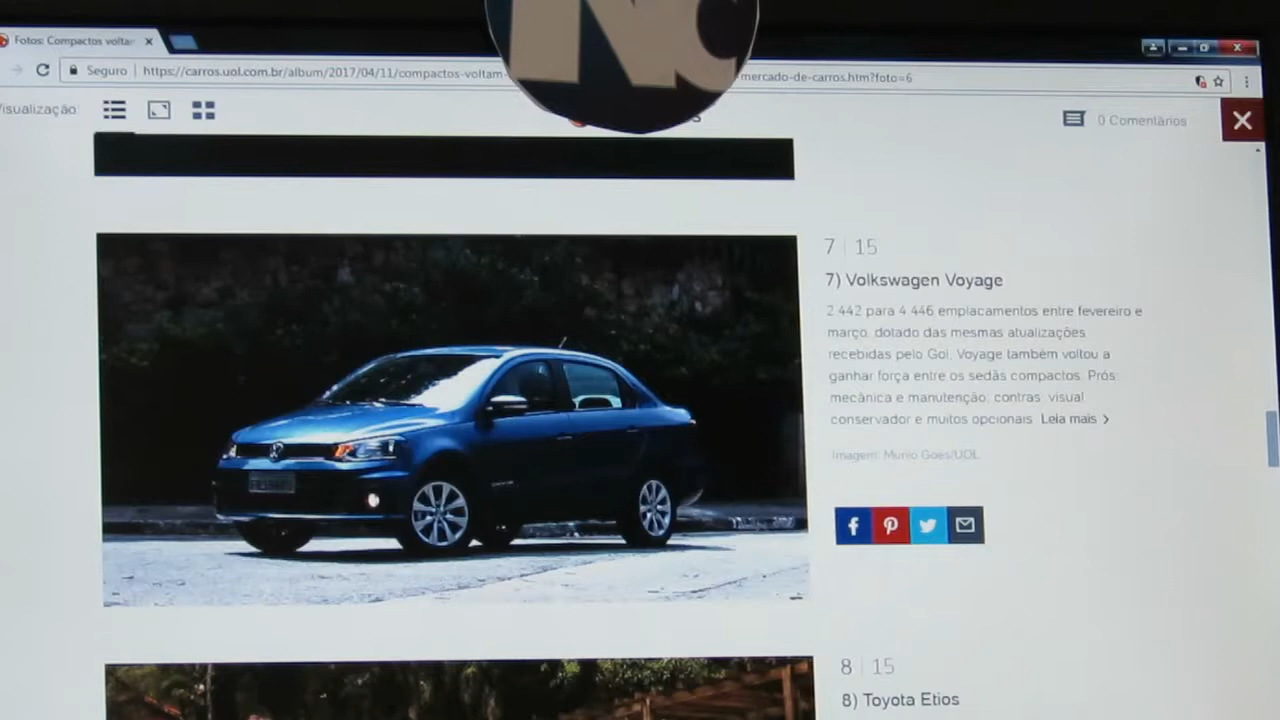 NC
Fotos: Compactos voltar
Seguro
https://carros.uol.com.br/album/2017/04/11/compactos-voltam-
mercado-de-carros.htm?foto=6
Visualização
0 Comentários
7 | 15
7) Volkswagen Voyage
2.442 para 4.446 emplacamentos entre fevereiro e
março, dotado das mesmas atualizações
recebidas pelo Gol, Voyage também voltou a
ganhar força entre os sedãs compactos. Prós:
mecânica e manutenção; contras: visual
conservador e muitos opcionais. Leia mais >
Imagem: Murilo Góes/UOL
8 | 15
8) Toyota Etios